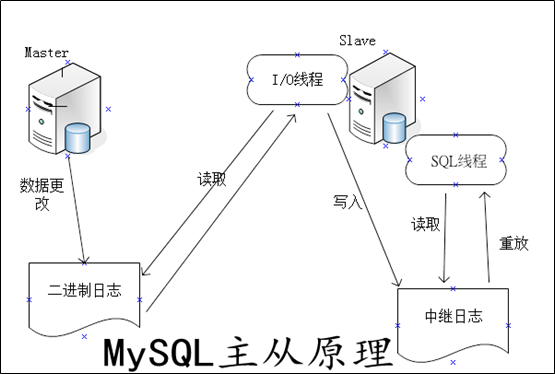 Master
Slave
I/O线程
SQL线程
数据更
改
读取
写入
读取
重放
二进制日志
中继日志
MySQL主从原理